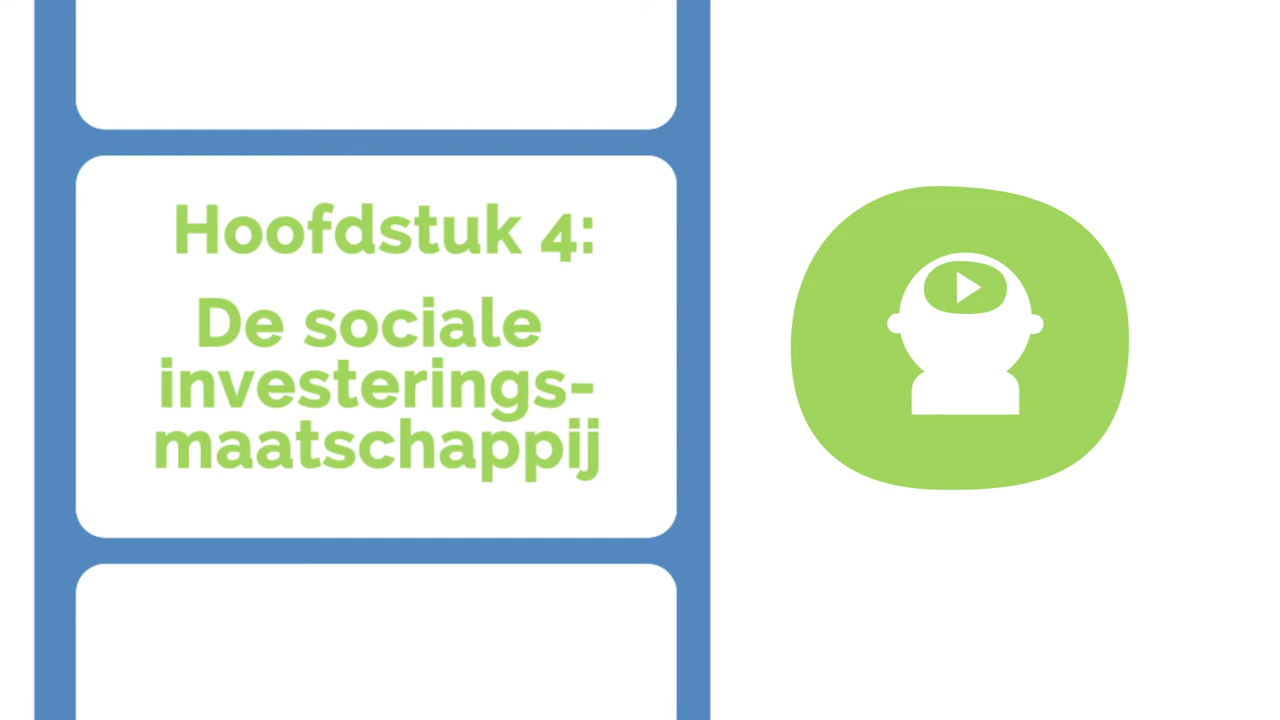 Hoofdstuk 4:
De sociale
investerings-
maatschappij